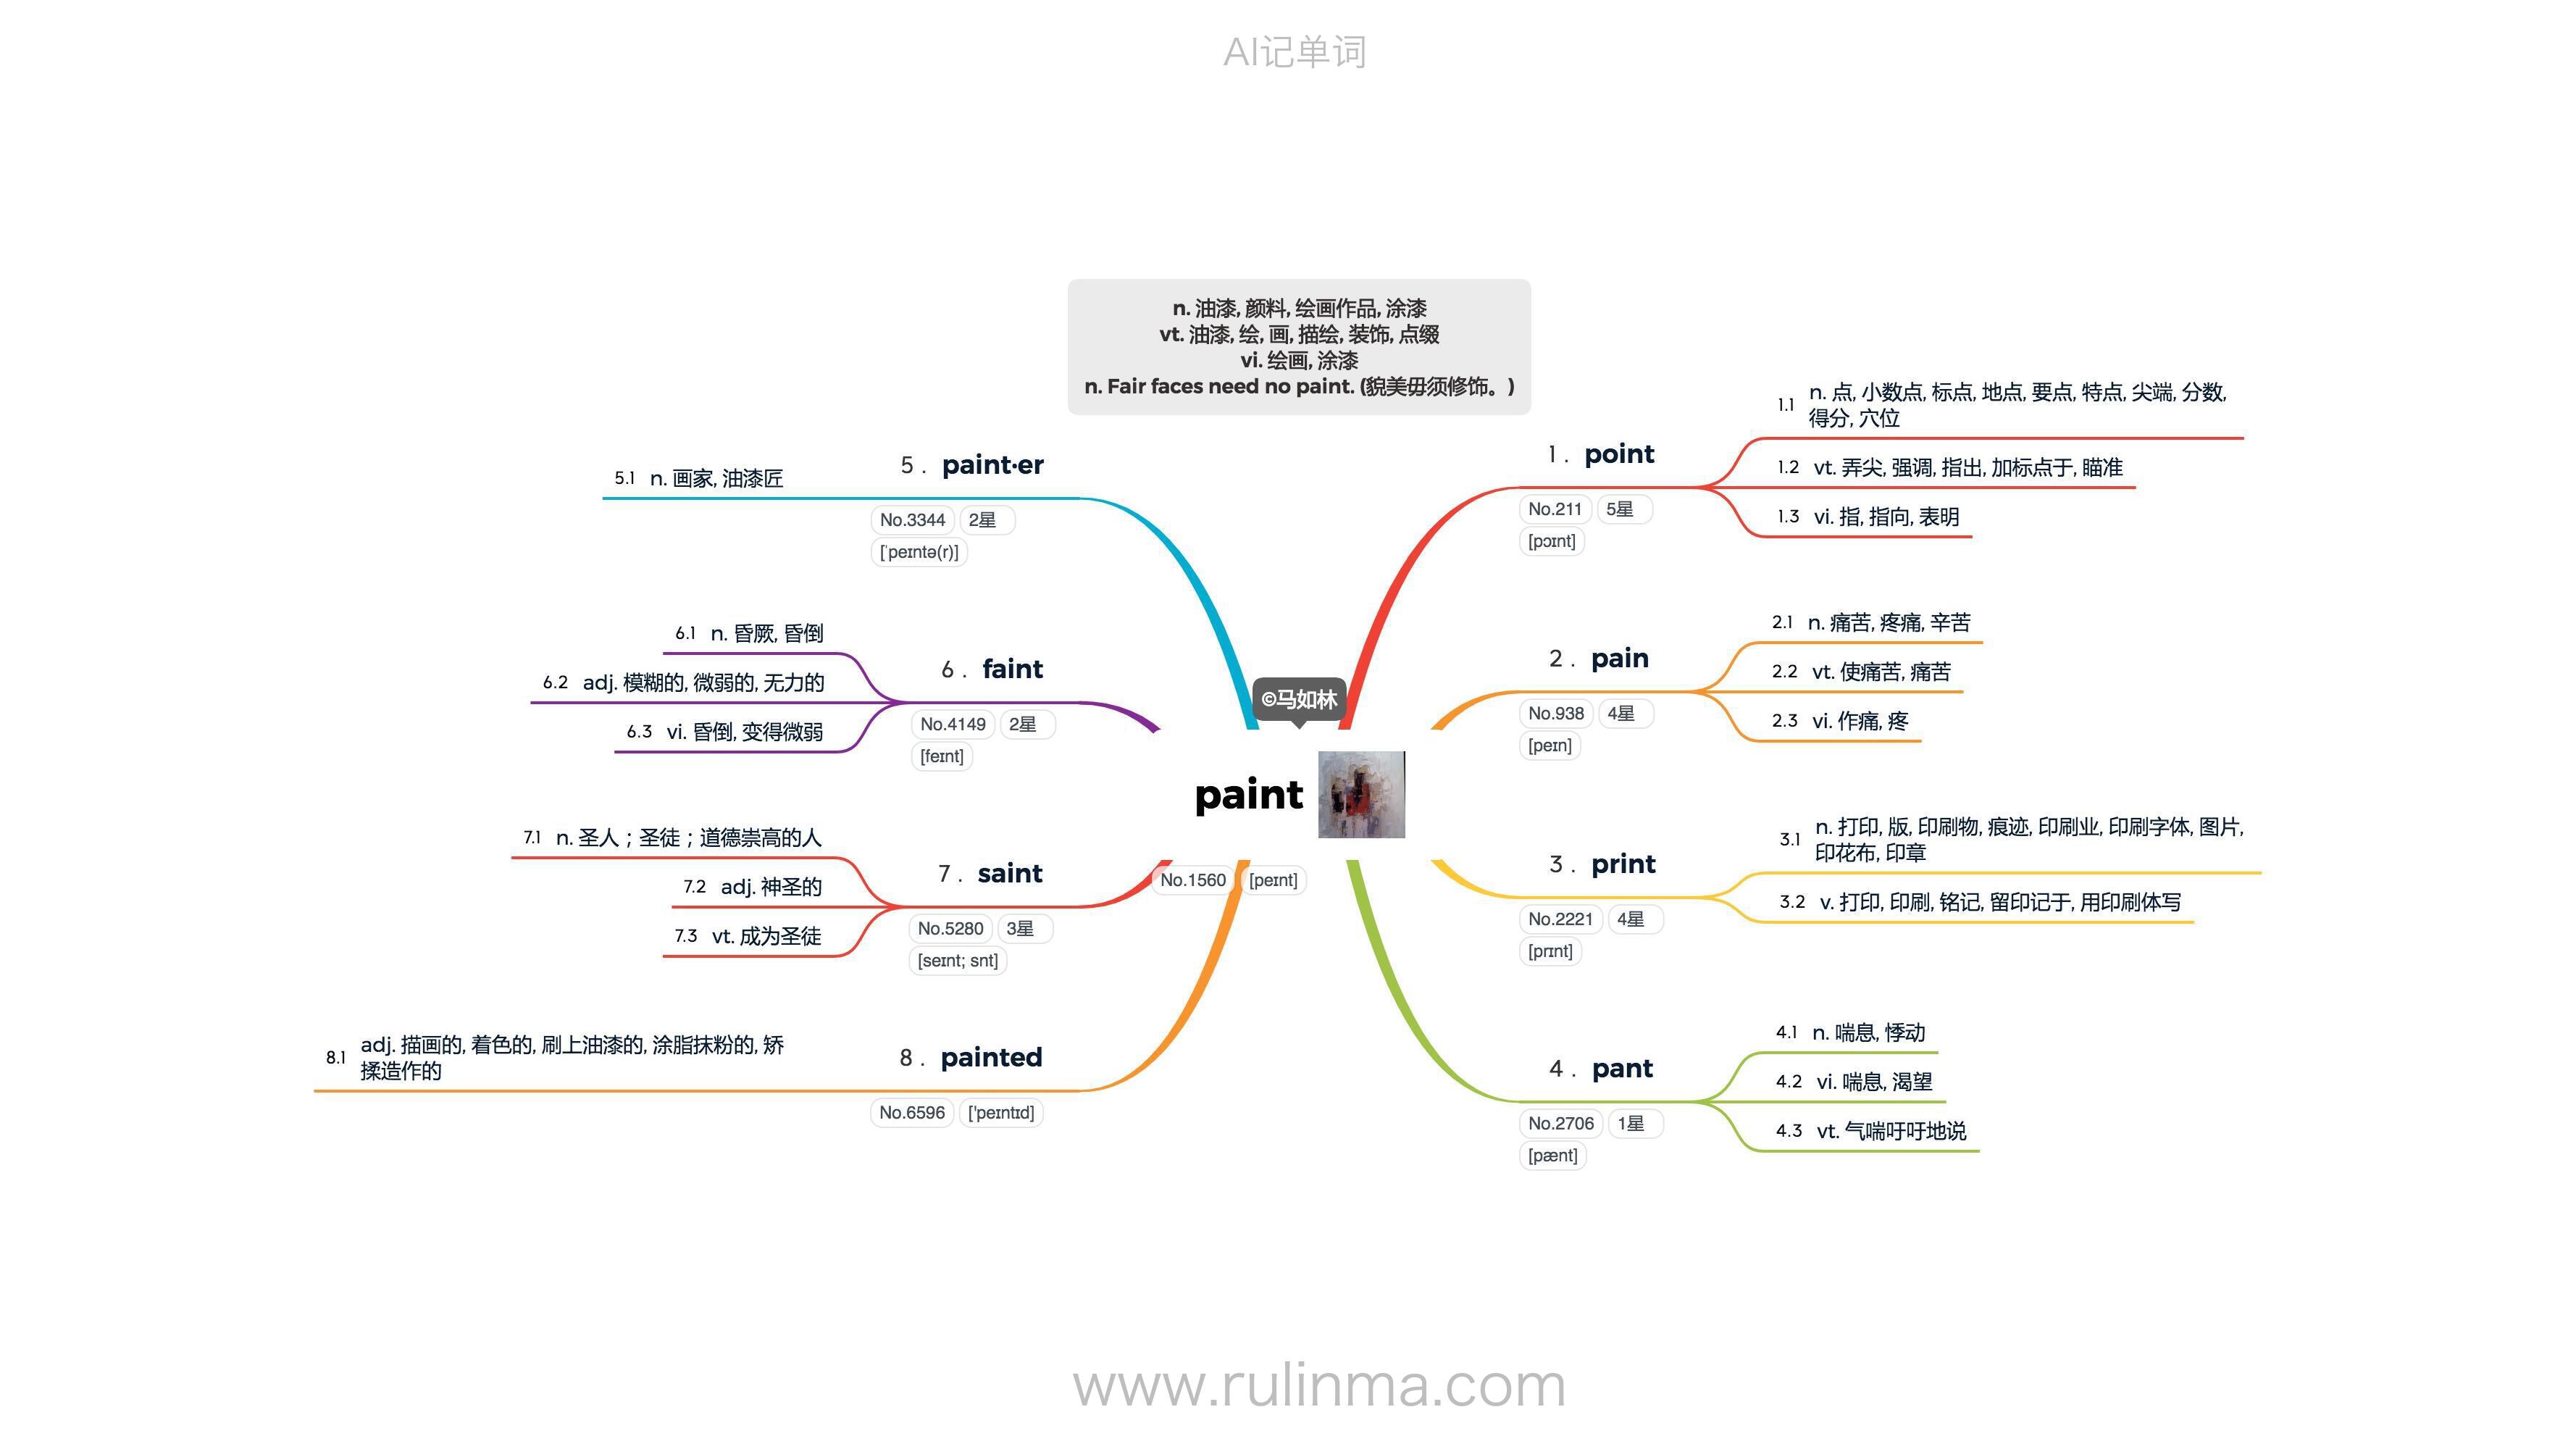 AI记单词
n. 油漆, 颜料, 绘画作品, 涂漆
vt. 油漆, 绘, 画, 描绘, 装饰, 点缀
vi. 绘画, 涂漆
n. Fair faces need no paint. (貌美毋须修饰。)
©马如林
paint
No.1560 [peɪnt]
1. point
No.211 5星
[pɔɪnt]
1.1 n. 点, 小数点, 标点, 地点, 要点, 特点, 尖端, 分数,
得分, 穴位
1.2 vt. 弄尖, 强调, 指出, 加标点于, 瞄准
1.3 vi. 指, 指向, 表明
2. pain
No.938 4星
[peɪn]
2.1 n. 痛苦, 疼痛, 辛苦
2.2 vt. 使痛苦, 痛苦
2.3 vi. 作痛, 疼
3. print
No.2221 4星
[prɪnt]
3.1 n. 打印, 版, 印刷物, 痕迹, 印刷业, 印刷字体, 图片,
印花布, 印章
3.2 v. 打印, 印刷, 铭记, 留印记于, 用印刷体写
4. pant
No.2706 1星
[pænt]
4.1 n. 喘息, 悸动
4.2 vi. 喘息, 渴望
4.3 vt. 气喘吁吁地说
5. paint·er
No.3344 2星
[ˈpeɪntə(r)]
5.1 n. 画家, 油漆匠
6. faint
No.4149 2星
[feɪnt]
6.1 n. 昏厥, 昏倒
6.2 adj. 模糊的, 微弱的, 无力的
6.3 vi. 昏倒, 变得微弱
7. saint
No.5280 3星
[seɪnt; snt]
7.1 n. 圣人；圣徒；道德崇高的人
7.2 adj. 神圣的
7.3 vt. 成为圣徒
8. painted
No.6596 ['peɪntɪd]
8.1 adj. 描画的, 着色的, 刷上油漆的, 涂脂抹粉的, 矫
揉造作的
www.rulinma.com